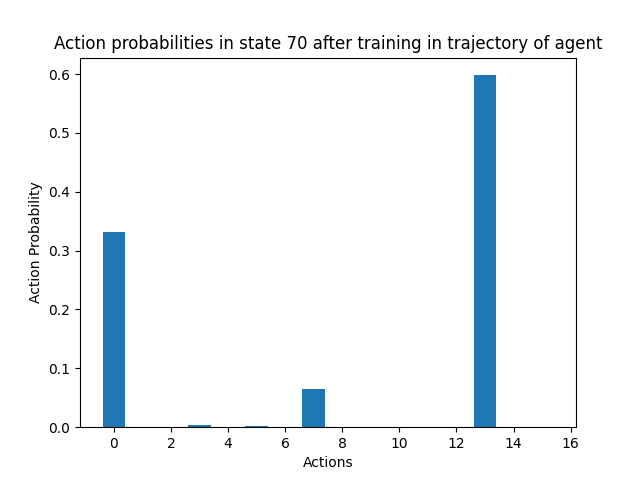 Action probabilities in state 70 after training in trajectory of agent
0.6
0.5
0.4
0.3
0.2
0.1
0.0
Action Probability
0 2 4 6 8 10 12 14 16
Actions